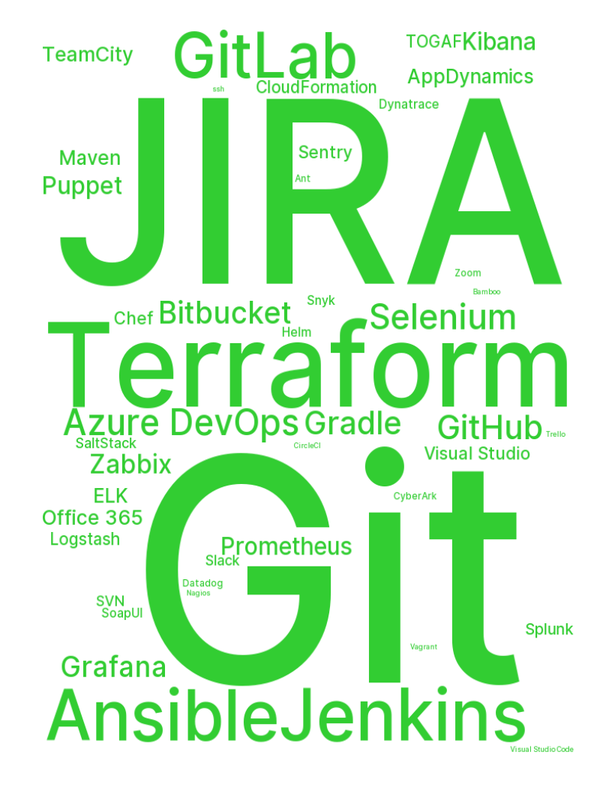 TeamCity
GitLab
TOGAF
Kibana
AppDynamics
ssh
CloudFormation
Dynatrace
JIRA
Maven
Sentry
Puppet
Ant
Zoom
Bamboo
Snyk
Chef
Bitbucket
Selenium
Helm
Terraform
Azure DevOps
Gradle
GitHub
Trello
SaltStack
CircleCI
Visual Studio
Zabbix
Git
ELK
CyberArk
Office 365
Logstash
Prometheus
Slack
Datadog
Nagios
SVN
SoapUI
Splunk
Vagrant
Grafana
Ansible
Jenkins
Visual Studio Code